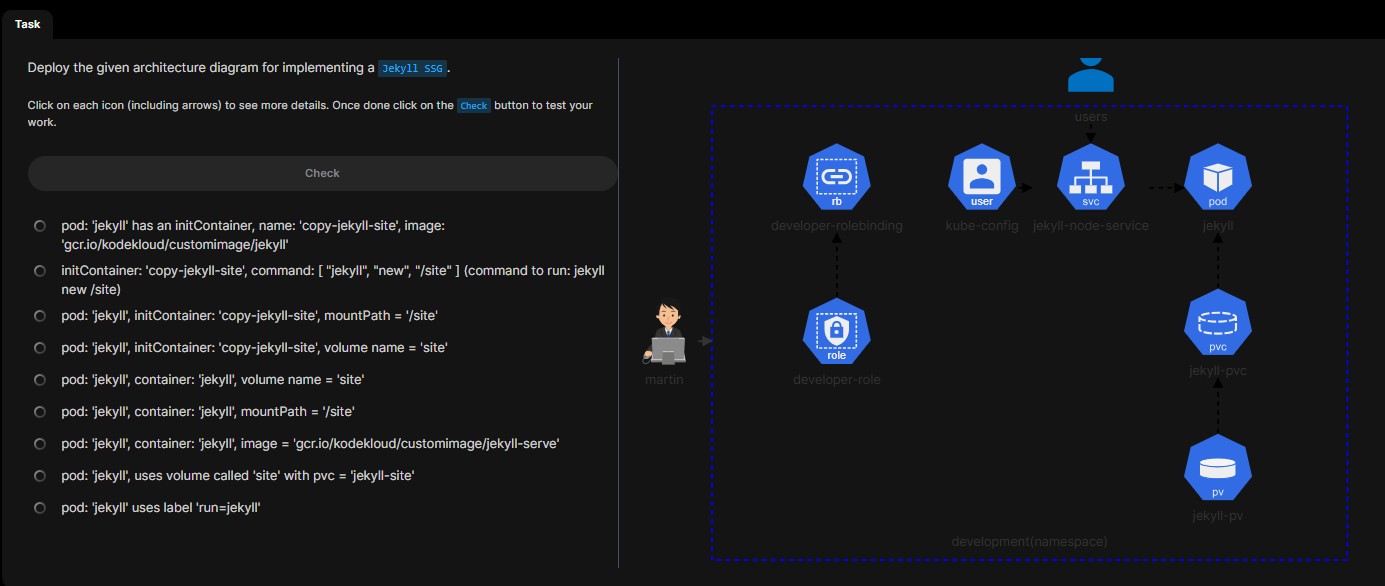 Task
Deploy the given architecture diagram for implementing a Jekyll SSG.
Click on each icon (including arrows) to see more details. Once done click on the Check button to test your
work.
Check
pod: 'jekyll' has an initContainer, name: 'copy-jekyll-site', image:
'gcr.io/kodekloud/customimage/jekyll'
initContainer: 'copy-jekyll-site', command: [ "jekyll", "new", "/site" ] (command to run: jekyll
new /site)
pod: 'jekyll', initContainer: 'copy-jekyll-site', mountPath = '/site'
pod: 'jekyll', initContainer: 'copy-jekyll-site', volume name = 'site'
pod: 'jekyll', container: 'jekyll', volume name = 'site'
pod: 'jekyll', container: 'jekyll', mountPath = '/site'
pod: 'jekyll', container: 'jekyll', image = 'gcr.io/kodekloud/customimage/jekyll-serve'
pod: 'jekyll', uses volume called 'site' with pvc = 'jekyll-site'
pod: 'jekyll' uses label 'run=jekyll'
users
rb
user
svc
pod
developer-rolebinding
kube-config
jekyll-node-service
jekyll
role
pvc
martin
developer-role
jekyll-pvc
pv
jekyll-pv
development(namespace)